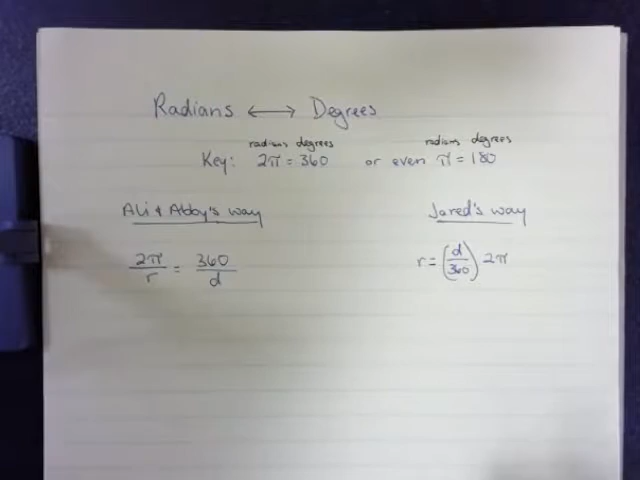 Radians ↔ Degrees
radians degrees radians degrees
Key: 2π = 360 or even π = 180
Ali & Abby's way Jared's way
2π/r = 360/d r = (d/360) 2π